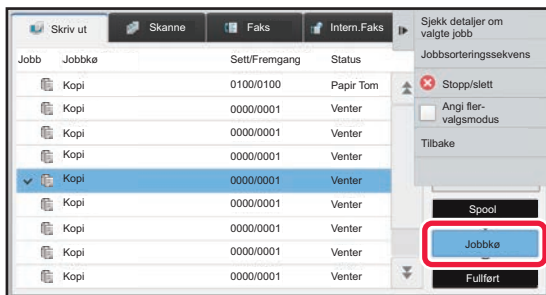 Skriv ut
Skanne
Faks
Intern.Faks
Jobb Jobbkø Sett/Fremgang Status
Kopi 0100/0100 Papir Tom
Kopi 0000/0001 Venter
Kopi 0000/0001 Venter
Kopi 0000/0001 Venter
Kopi 0000/0001 Venter
Kopi 0000/0001 Venter
Kopi 0000/0001 Venter
Kopi 0000/0001 Venter
Kopi 0000/0001 Venter
Sjekk detaljer om
valgte jobb
Jobbsorteringssekvens
Stopp/slett
Angi fler-
valgsmodus
Tilbake
Spool
Jobbkø
Fullført